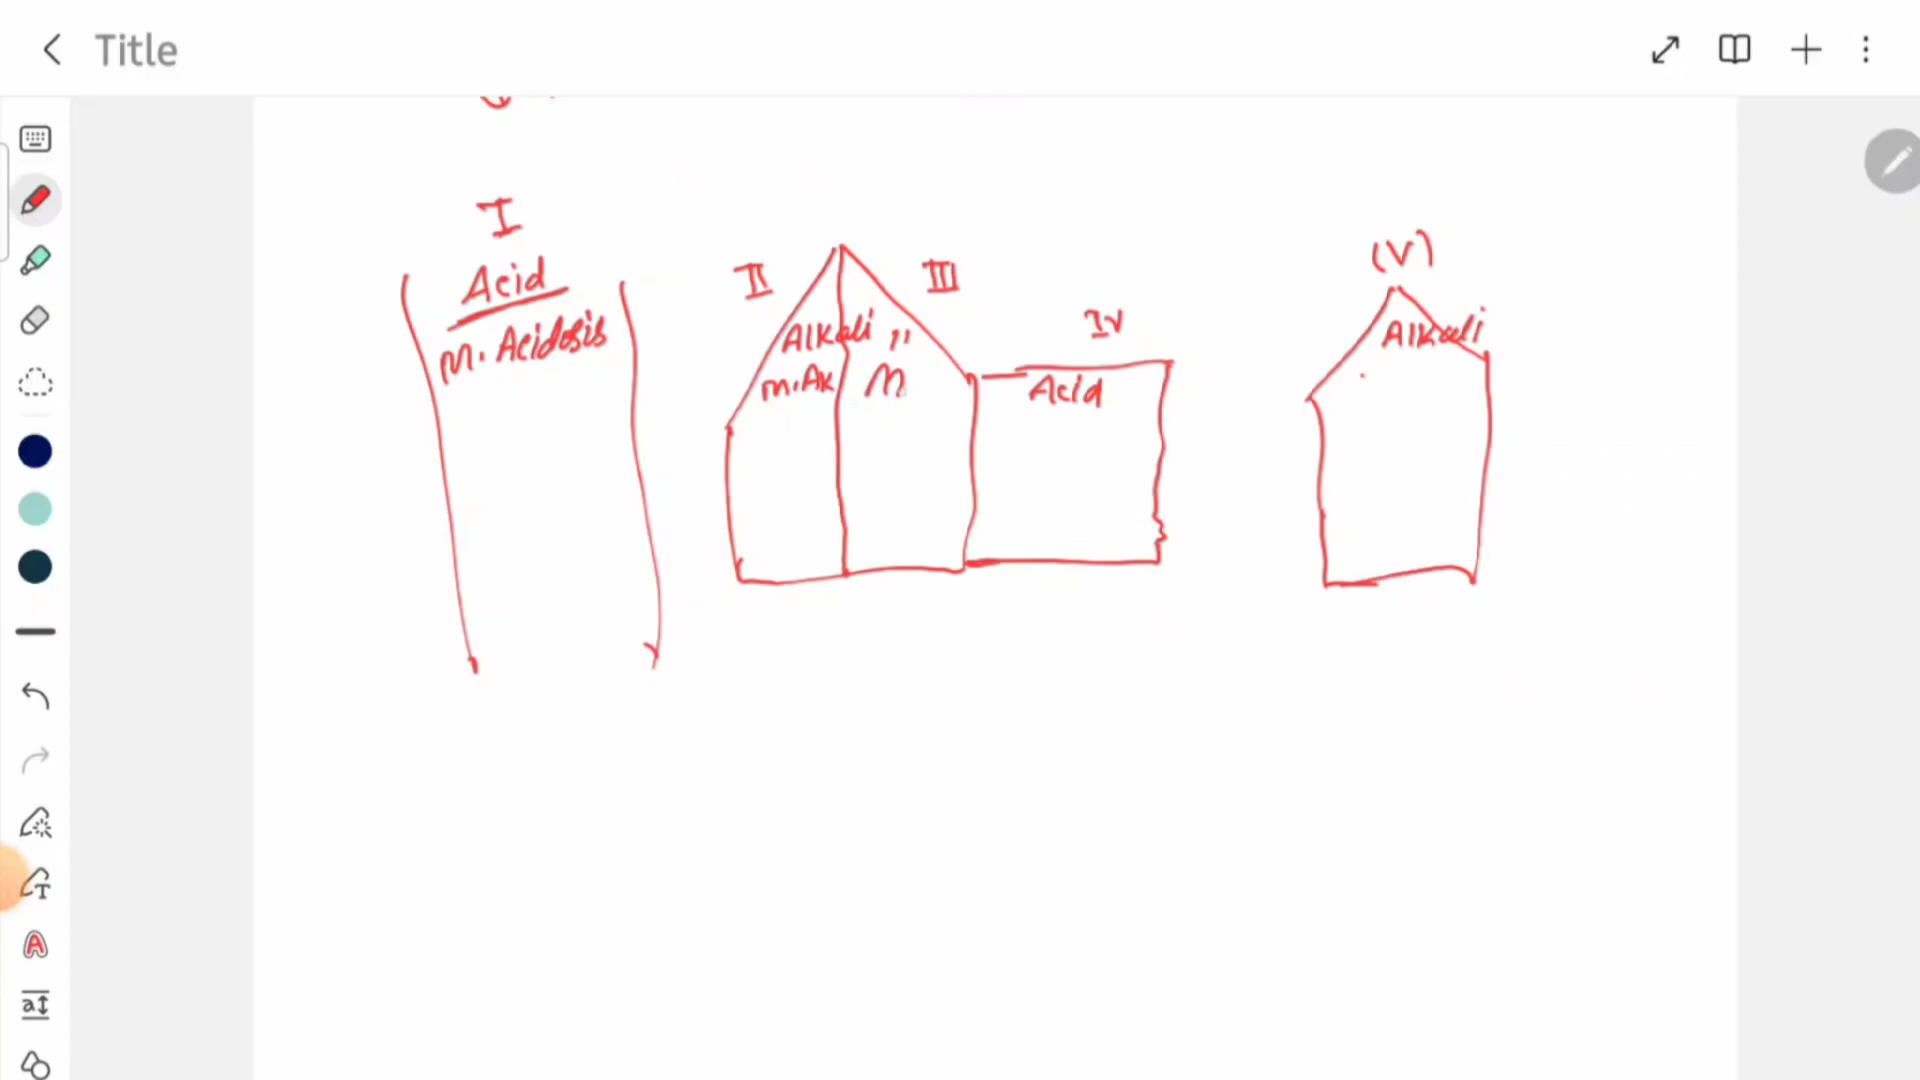 Title
I
Acid
M. Acidosis
II
III
Alkali "
m.AK M
IV
Acid
(V)
Alkali